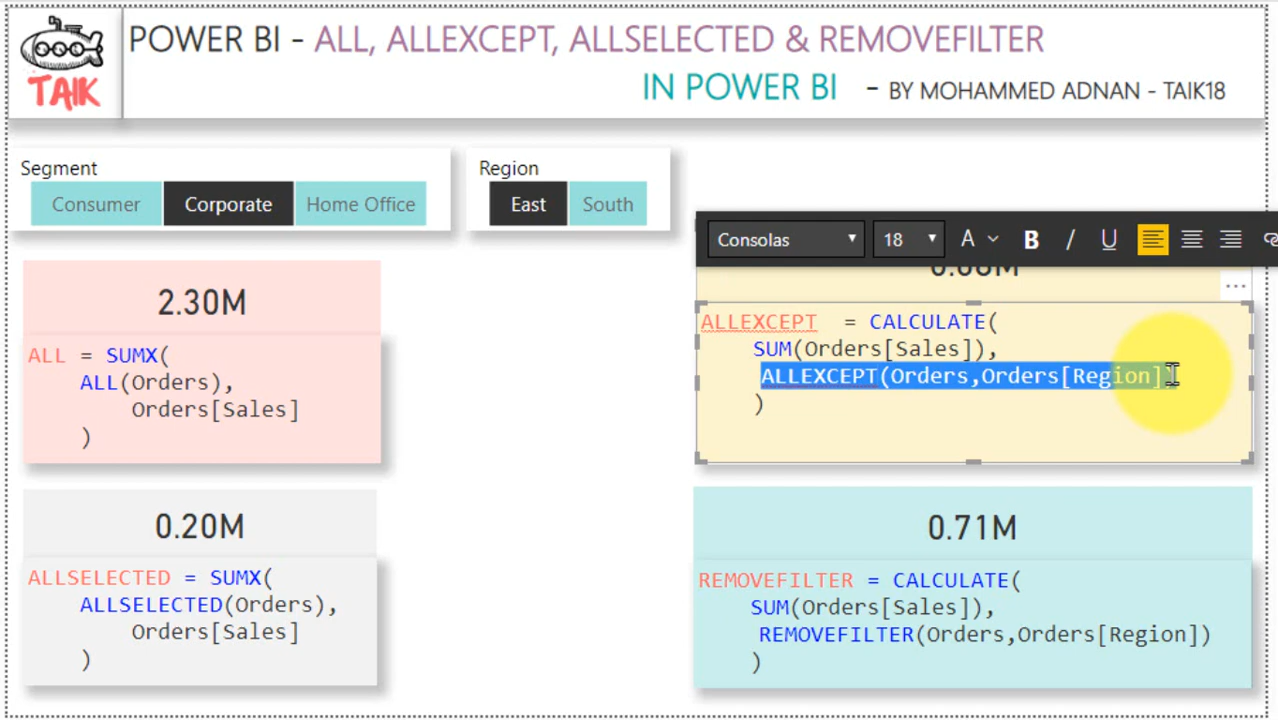 TAIK
POWER BI - ALL, ALLEXCEPT, ALLSELECTED & REMOVEFILTER
IN POWER BI - BY MOHAMMED ADNAN - TAIK18
Segment
Consumer Corporate Home Office
Region
East South
Consolas 18 A B I U
2.30M
ALL = SUMX(
ALL(Orders),
Orders[Sales]
)
ALLEXCEPT = CALCULATE(
SUM(Orders[Sales]),
ALLEXCEPT(Orders,Orders[Region])
)
0.20M
ALLSELECTED = SUMX(
ALLSELECTED(Orders),
Orders[Sales]
)
0.71M
REMOVEFILTER = CALCULATE(
SUM(Orders[Sales]),
REMOVEFILTER(Orders,Orders[Region])
)